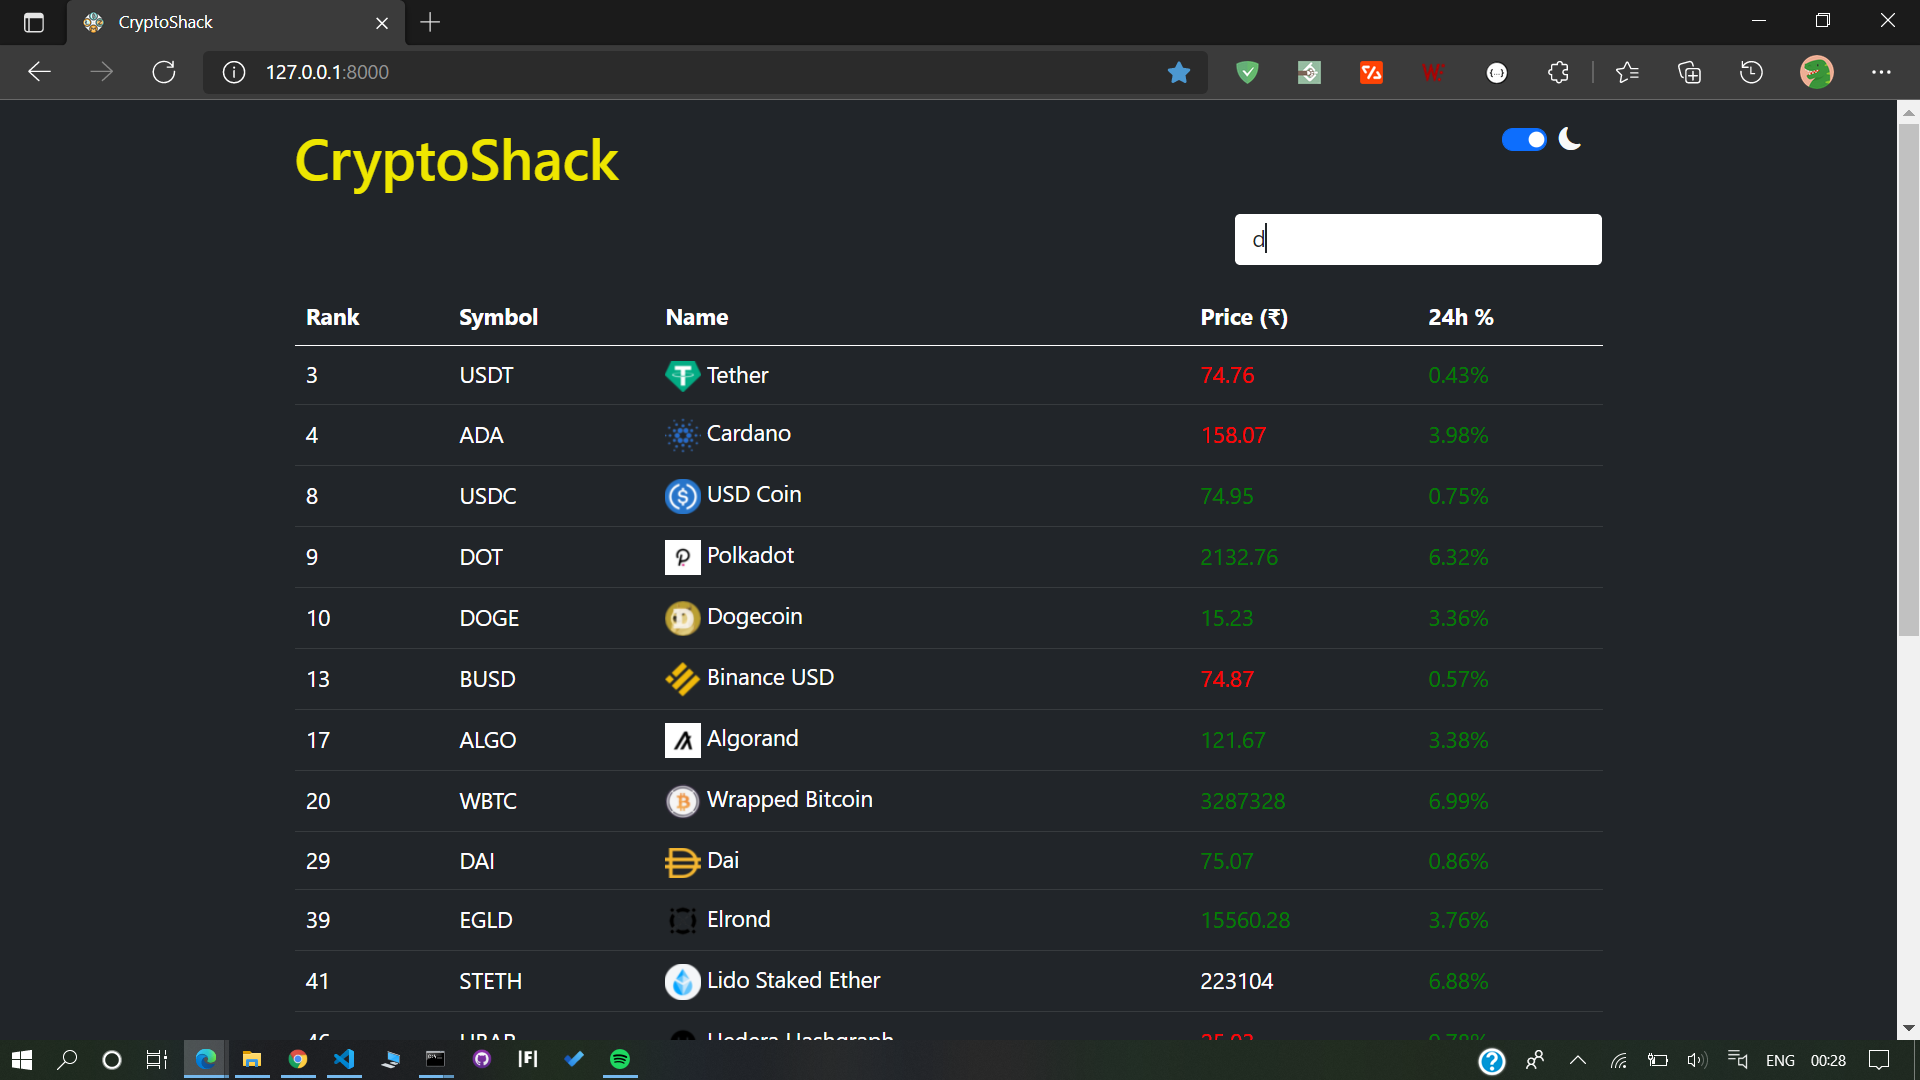 CryptoShack
127.0.0.1:8000
CryptoShack
d
Rank Symbol Name Price (₹) 24h %
3 USDT Tether 74.76 0.43%
4 ADA Cardano 158.07 3.98%
8 USDC USD Coin 74.95 0.75%
9 DOT Polkadot 2132.76 6.32%
10 DOGE Dogecoin 15.23 3.36%
13 BUSD Binance USD 74.87 0.57%
17 ALGO Algorand 121.67 3.38%
20 WBTC Wrapped Bitcoin 3287328 6.99%
29 DAI Dai 75.07 0.86%
39 EGLD Elrond 15560.28 3.76%
41 STETH Lido Staked Ether 223104 6.88%
46 HBAR Hedera Hashgraph
ENG 00:28